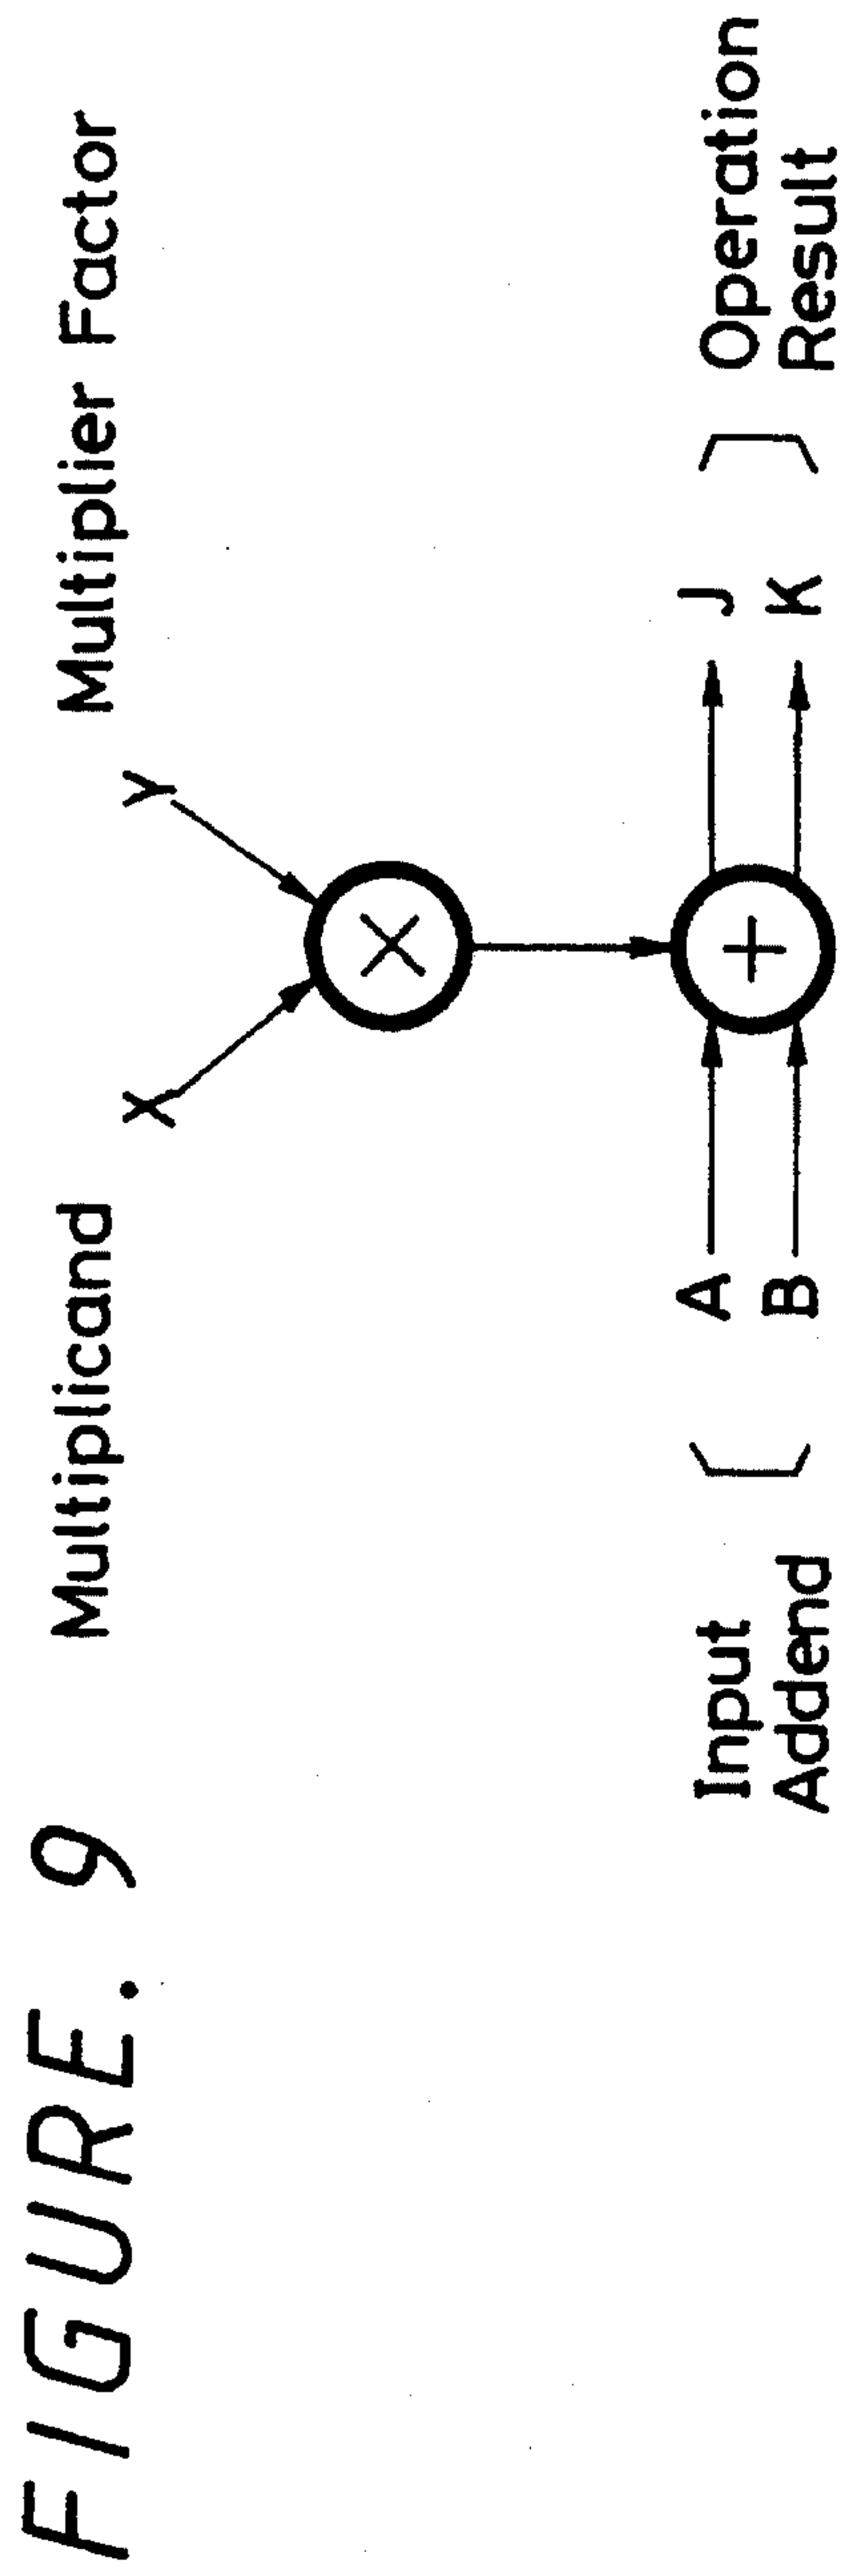 FIGURE. 9
Multiplicand
Multiplier Factor
X
Y
×
Input
Addend
A
B
+
J
K
Operation
Result